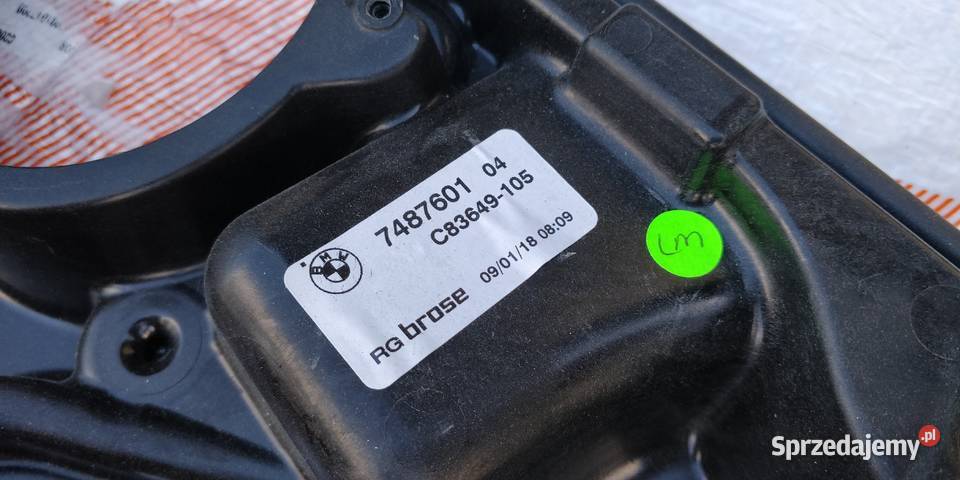 7487601 04
C83649-105
BMW
RG brose 09/01/18 08:09
LM
Sprzedajemy.pl